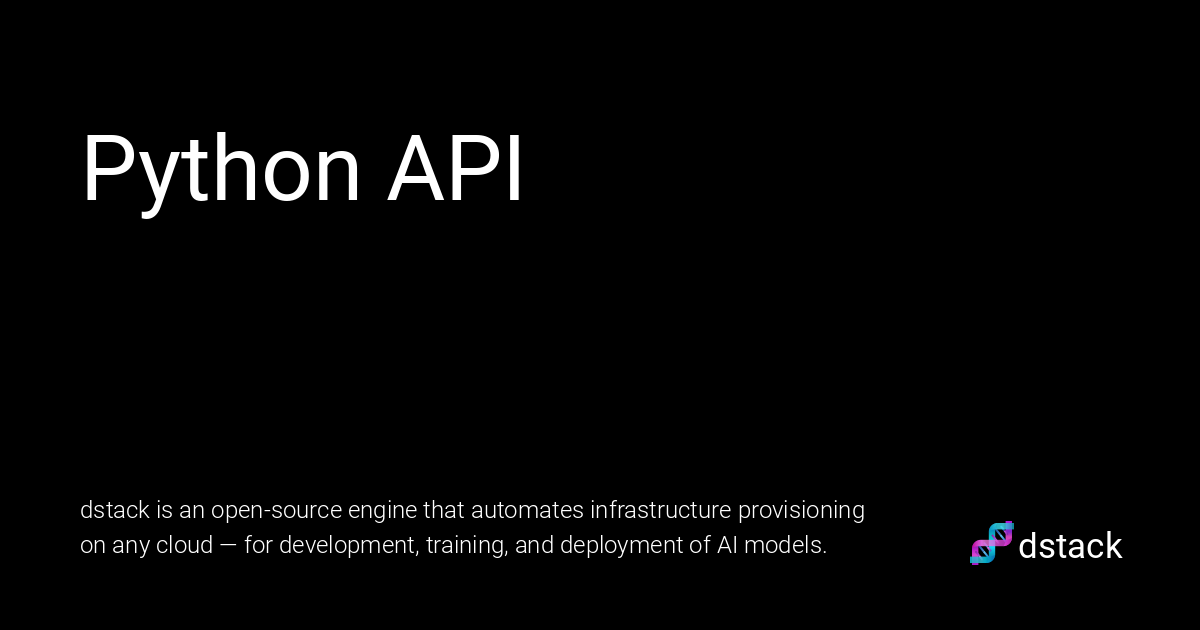 Python API
dstack is an open-source engine that automates infrastructure provisioning
on any cloud — for development, training, and deployment of AI models.
dstack